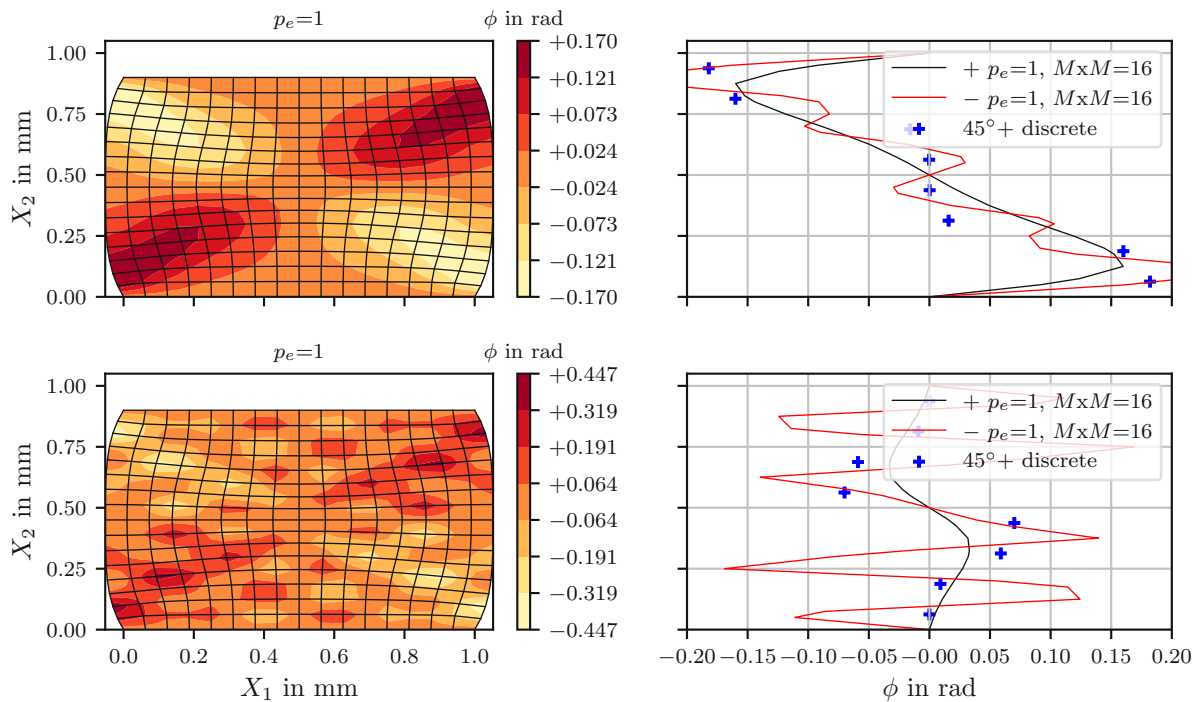 p_e=1
ϕ in rad
1.00
0.75
0.50
0.25
0.00
X_2 in mm
+0.170
+0.121
+0.073
+0.024
−0.024
−0.073
−0.121
−0.170
+ p_e=1, MxM=16
− p_e=1, MxM=16
45°+ discrete
p_e=1
ϕ in rad
1.00
0.75
0.50
0.25
0.00
X_2 in mm
0.0 0.2 0.4 0.6 0.8 1.0
X_1 in mm
+0.447
+0.319
+0.191
+0.064
−0.064
−0.191
−0.319
−0.447
+ p_e=1, MxM=16
− p_e=1, MxM=16
45°+ discrete
−0.20 −0.15 −0.10 −0.05 −0.00 0.05 0.10 0.15 0.20
ϕ in rad